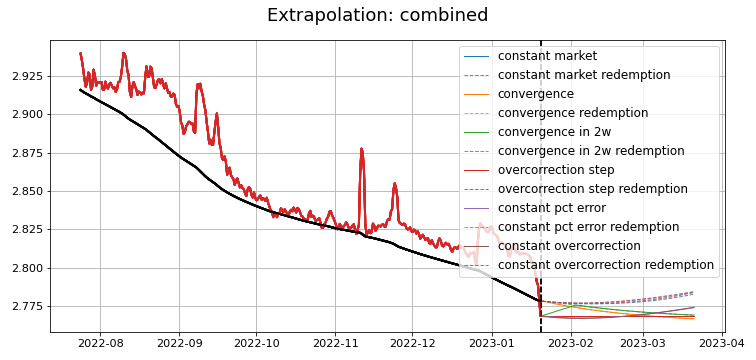 Extrapolation: combined
2.925
2.900
2.875
2.850
2.825
2.800
2.775
constant market
constant market redemption
convergence
convergence redemption
convergence in 2w
convergence in 2w redemption
overcorrection step
overcorrection step redemption
constant pct error
constant pct error redemption
constant overcorrection
constant overcorrection redemption
2022-08 2022-09 2022-10 2022-11 2022-12 2023-01 2023-02 2023-03 2023-04